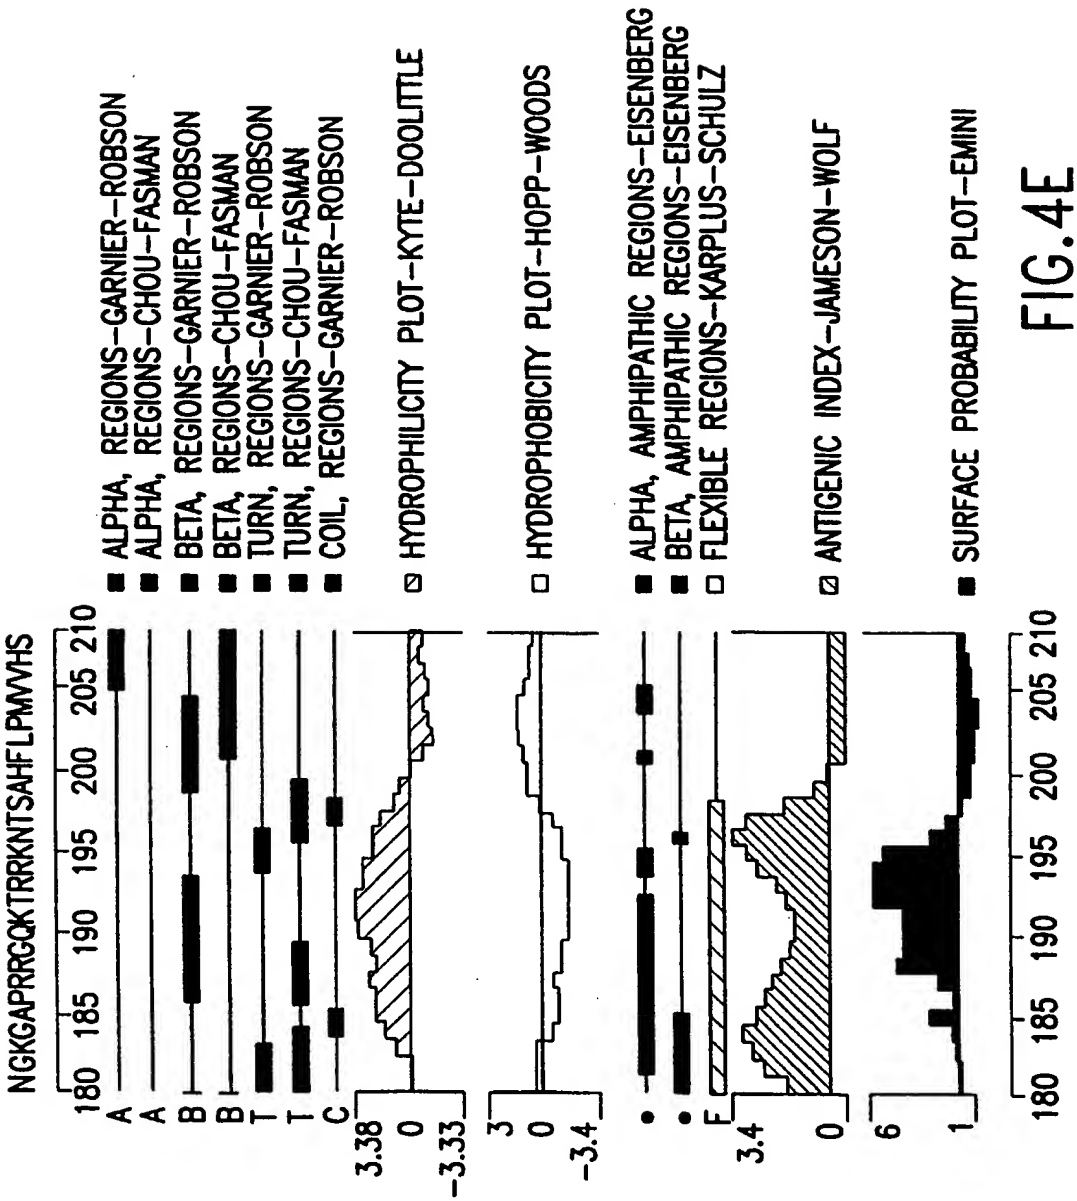 NGKGAPRRGQKTRRKNTSAHFLPMVVHS
180 185 190 195 200 205 210
A ■ ALPHA, REGIONS-GARNIER-ROBSON
A ■ ALPHA, REGIONS-CHOU-FASMAN
B ■ BETA, REGIONS-GARNIER-ROBSON
B ■ BETA, REGIONS-CHOU-FASMAN
T ■ TURN, REGIONS-GARNIER-ROBSON
T ■ TURN, REGIONS-CHOU-FASMAN
C ■ COIL, REGIONS-GARNIER-ROBSON
3.38
0
-3.33
HYDROPHILICITY PLOT-KYTE-DOOLITTLE
3
0
-3.4
□ HYDROPHOBICITY PLOT-HOPP-WOODS
■ ALPHA, AMPHIPATHIC REGIONS-EISENBERG
■ BETA, AMPHIPATHIC REGIONS-EISENBERG
F □ FLEXIBLE REGIONS-KARPLUS-SCHULZ
3.4
0
ANTIGENIC INDEX-JAMESON-WOLF
6
1
■ SURFACE PROBABILITY PLOT-EMINI
180 185 190 195 200 205 210
FIG.4E